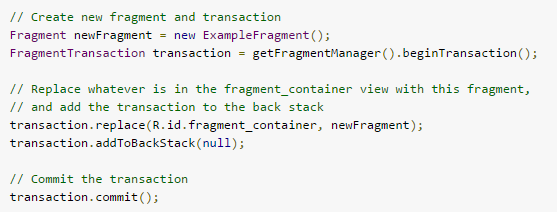 // Create new fragment and transaction
Fragment newFragment = new ExampleFragment();
FragmentTransaction transaction = getFragmentManager().beginTransaction();
// Replace whatever is in the fragment_container view with this fragment,
// and add the transaction to the back stack
transaction.replace(R.id.fragment_container, newFragment);
transaction.addToBackStack(null);
// Commit the transaction
transaction.commit();